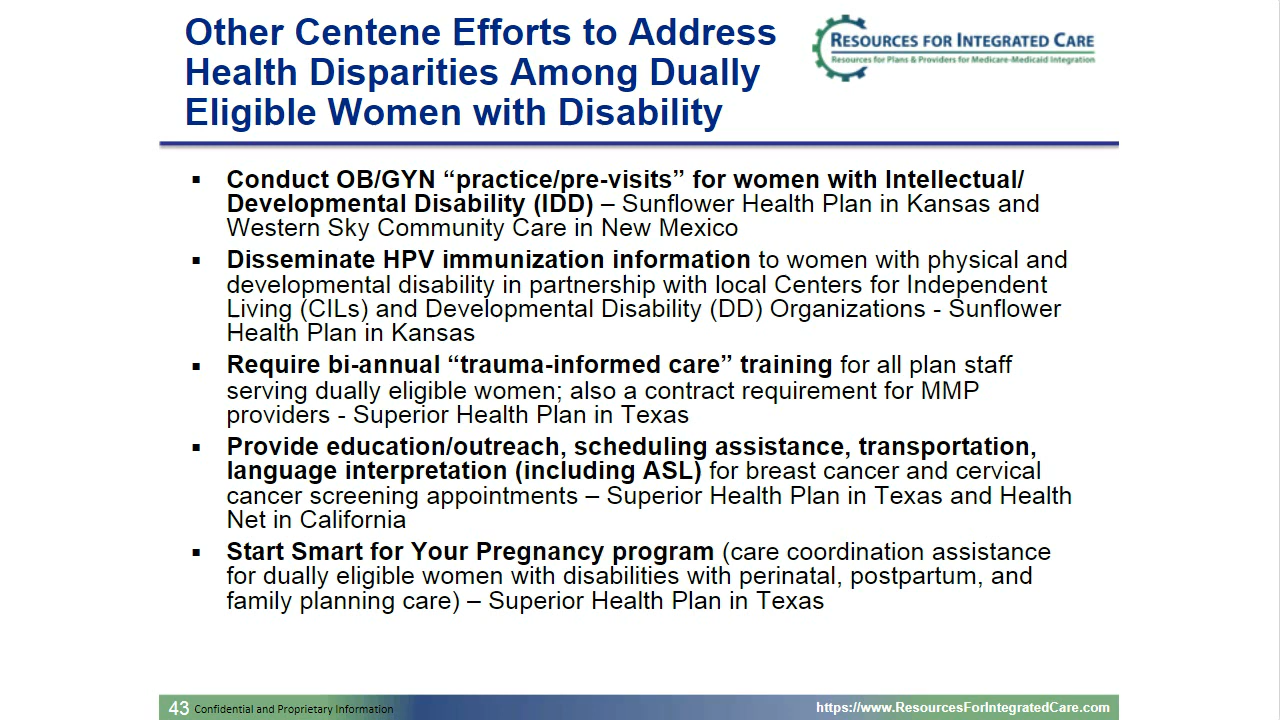 Other Centene Efforts to Address
Health Disparities Among Dually
Eligible Women with Disability
RESOURCES FOR INTEGRATED CARE
Resources for Plans & Providers for Medicare-Medicaid Integration
▪ Conduct OB/GYN “practice/pre-visits” for women with Intellectual/
Developmental Disability (IDD) – Sunflower Health Plan in Kansas and
Western Sky Community Care in New Mexico
▪ Disseminate HPV immunization information to women with physical and
developmental disability in partnership with local Centers for Independent
Living (CILs) and Developmental Disability (DD) Organizations - Sunflower
Health Plan in Kansas
▪ Require bi-annual “trauma-informed care” training for all plan staff
serving dually eligible women; also a contract requirement for MMP
providers - Superior Health Plan in Texas
▪ Provide education/outreach, scheduling assistance, transportation,
language interpretation (including ASL) for breast cancer and cervical
cancer screening appointments – Superior Health Plan in Texas and Health
Net in California
▪ Start Smart for Your Pregnancy program (care coordination assistance
for dually eligible women with disabilities with perinatal, postpartum, and
family planning care) – Superior Health Plan in Texas
43 Confidential and Proprietary Information
https://www.ResourcesForIntegratedCare.com